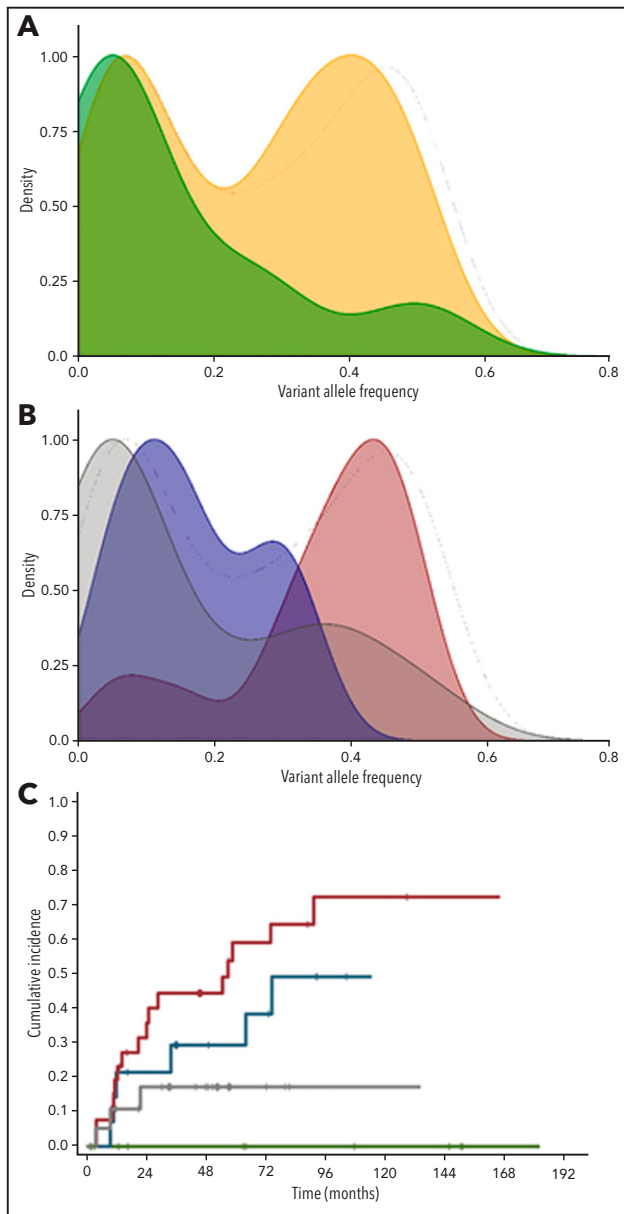 A
1.00
0.75
0.50
0.25
0.0
Density
0.0 0.2 0.4 0.6 0.8
Variant allele frequency
B
1.00
0.75
0.50
0.25
0.0
Density
0.0 0.2 0.4 0.6 0.8
Variant allele frequency
C
1.0
0.9
0.8
0.7
0.6
0.5
0.4
0.3
0.2
0.1
0.0
Cumulative incidence
0 24 48 72 96 120 144 168 192
Time (months)